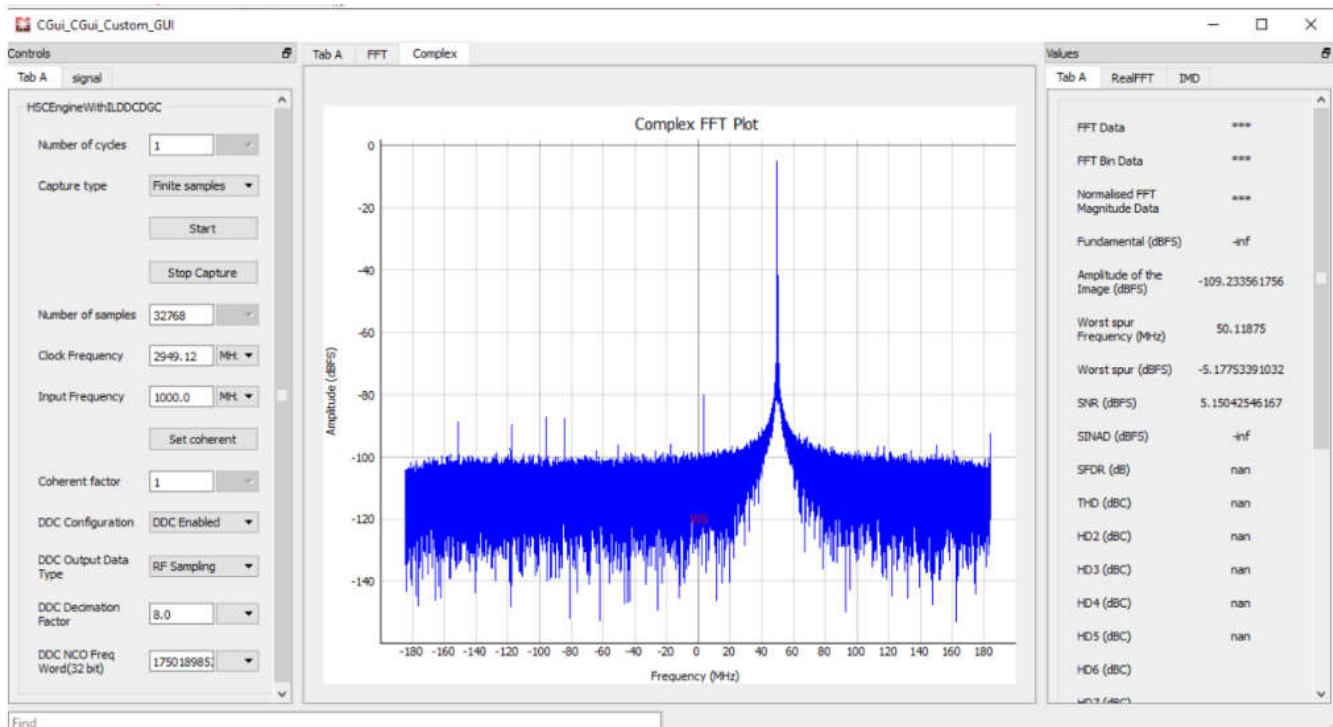 CGui_CGui_Custom_GUI
Controls
Tab A signal
HSCEngineWithILDDCDGC
Number of cycles 1
Capture type Finite samples
Start
Stop Capture
Number of samples 32768
Clock Frequency 2949.12 MH:
Input Frequency 1000.0 MH:
Set coherent
Coherent factor 1
DDC Configuration DDC Enabled
DDC Output Data
Type
RF Sampling
DDC Decimation
Factor
8.0
DDC NCO Freq
Word(32 bit)
Find
Tab A FFT Complex
Complex FFT Plot
Amplitude (dBFS)
0
-20
-40
-60
-80
-100
-120
-140
-180 -160 -140 -120 -100 -80 -60 -40 -20 0 20 40 60 80 100 120 140 160 180
Frequency (MHz)
Values
Tab A RealFFT IMD
FFT Data ***
FFT Bin Data ***
Normalised FFT
Magnitude Data
***
Fundamental (dBFS) -inf
Amplitude of the
Image (dBFS)
-109.233561756
Worst spur
Frequency (MHz)
50.11875
Worst spur (dBFS) -5.17753391032
SNR (dBFS) 5.15042546167
SINAD (dBFS) -inf
SFDR (dB) nan
THD (dBC) nan
HD2 (dBC) nan
HD3 (dBC) nan
HD4 (dBC) nan
HD5 (dBC) nan
HD6 (dBC)
HD7 (dBC)